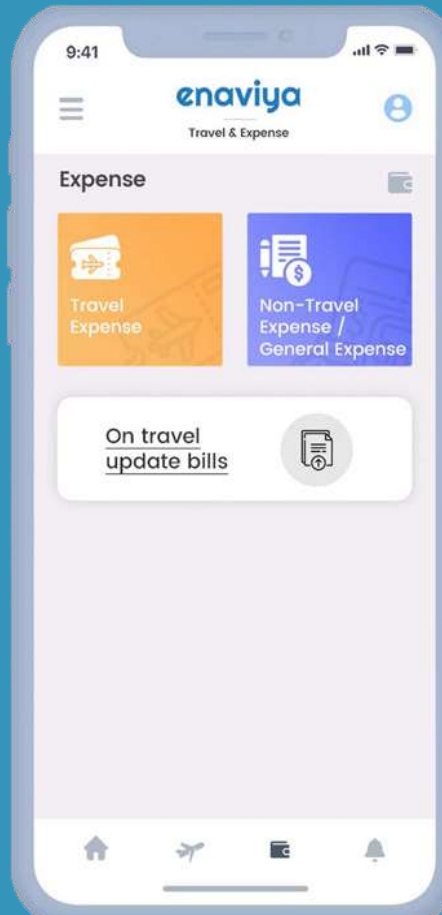 9:41
enaviya
Travel & Expense
Expense
Travel
Expense
Non-Travel
Expense /
General Expense
$
On travel
update bills